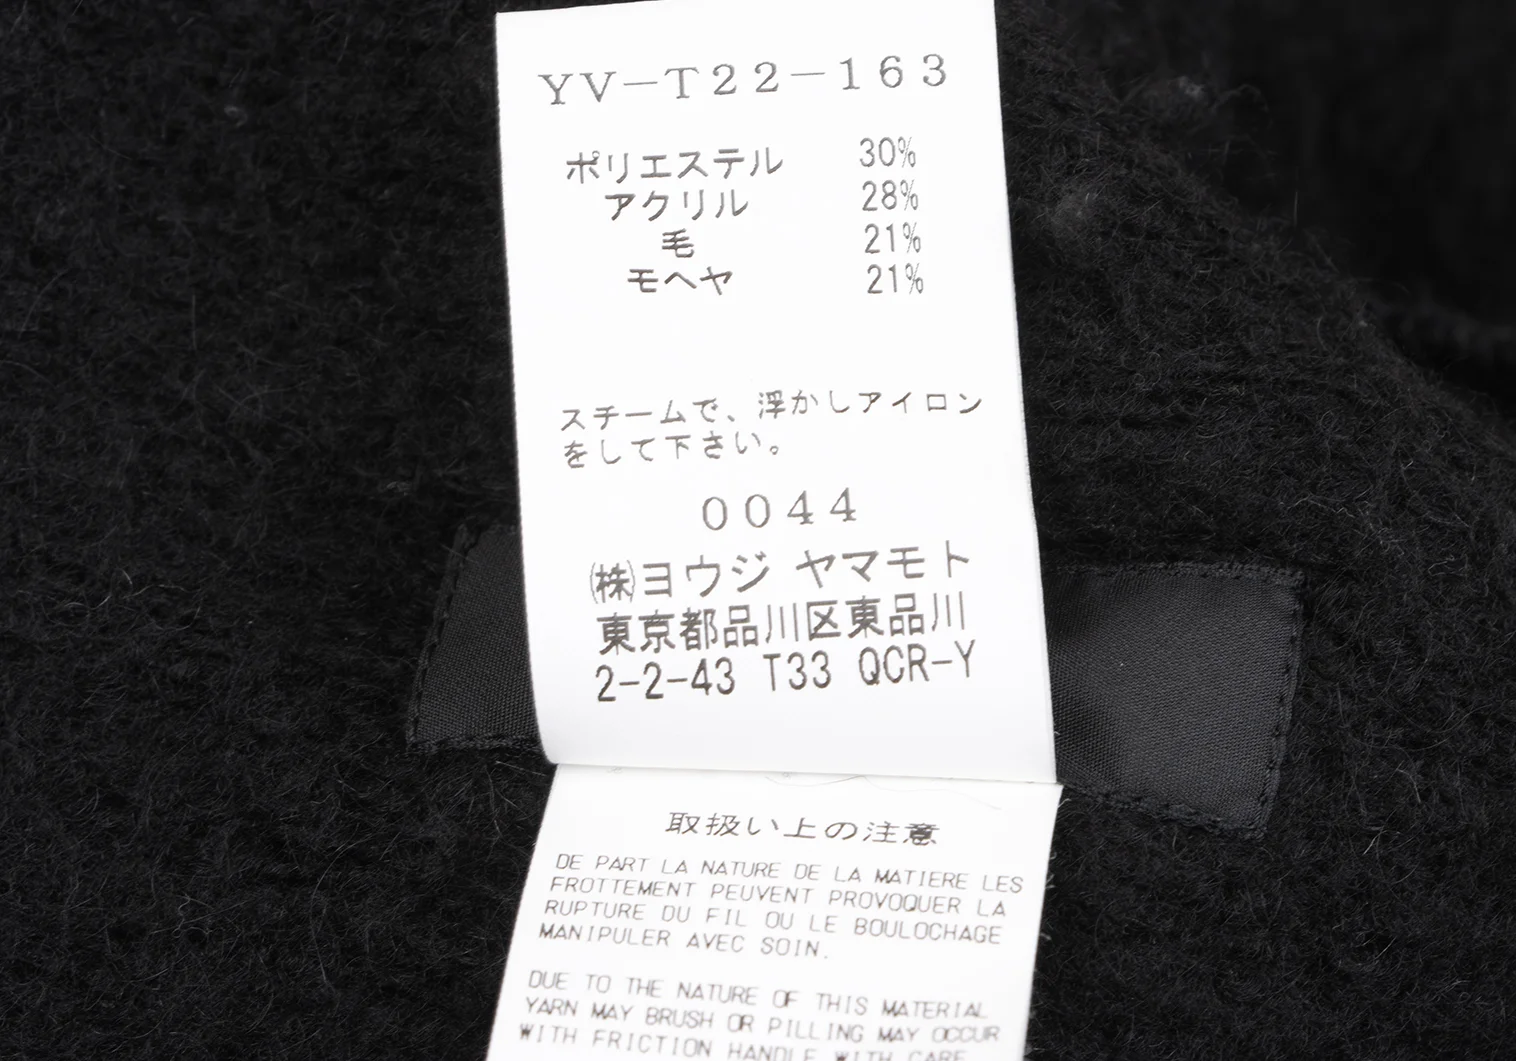 YV-T22-163
ポリエステル 30%
アクリル 28%
毛 21%
モヘヤ 21%
スチームで、浮かしアイロン
をして下さい。
0044
㈱ヨウジ ヤマモト
東京都品川区東品川
2-2-43 T33 QCR-Y
取扱い上の注意
DE PART LA NATURE DE LA MATIERE LES
FROTTEMENT PEUVENT PROVOQUER LA
RUPTURE DU FIL OU LE BOULOCHAGE
MANIPULER AVEC SOIN.
DUE TO THE NATURE OF THIS MATERIAL
YARN MAY BRUSH OR PILLING MAY OCCUR
WITH FRICTION HANDLE WITH CARE